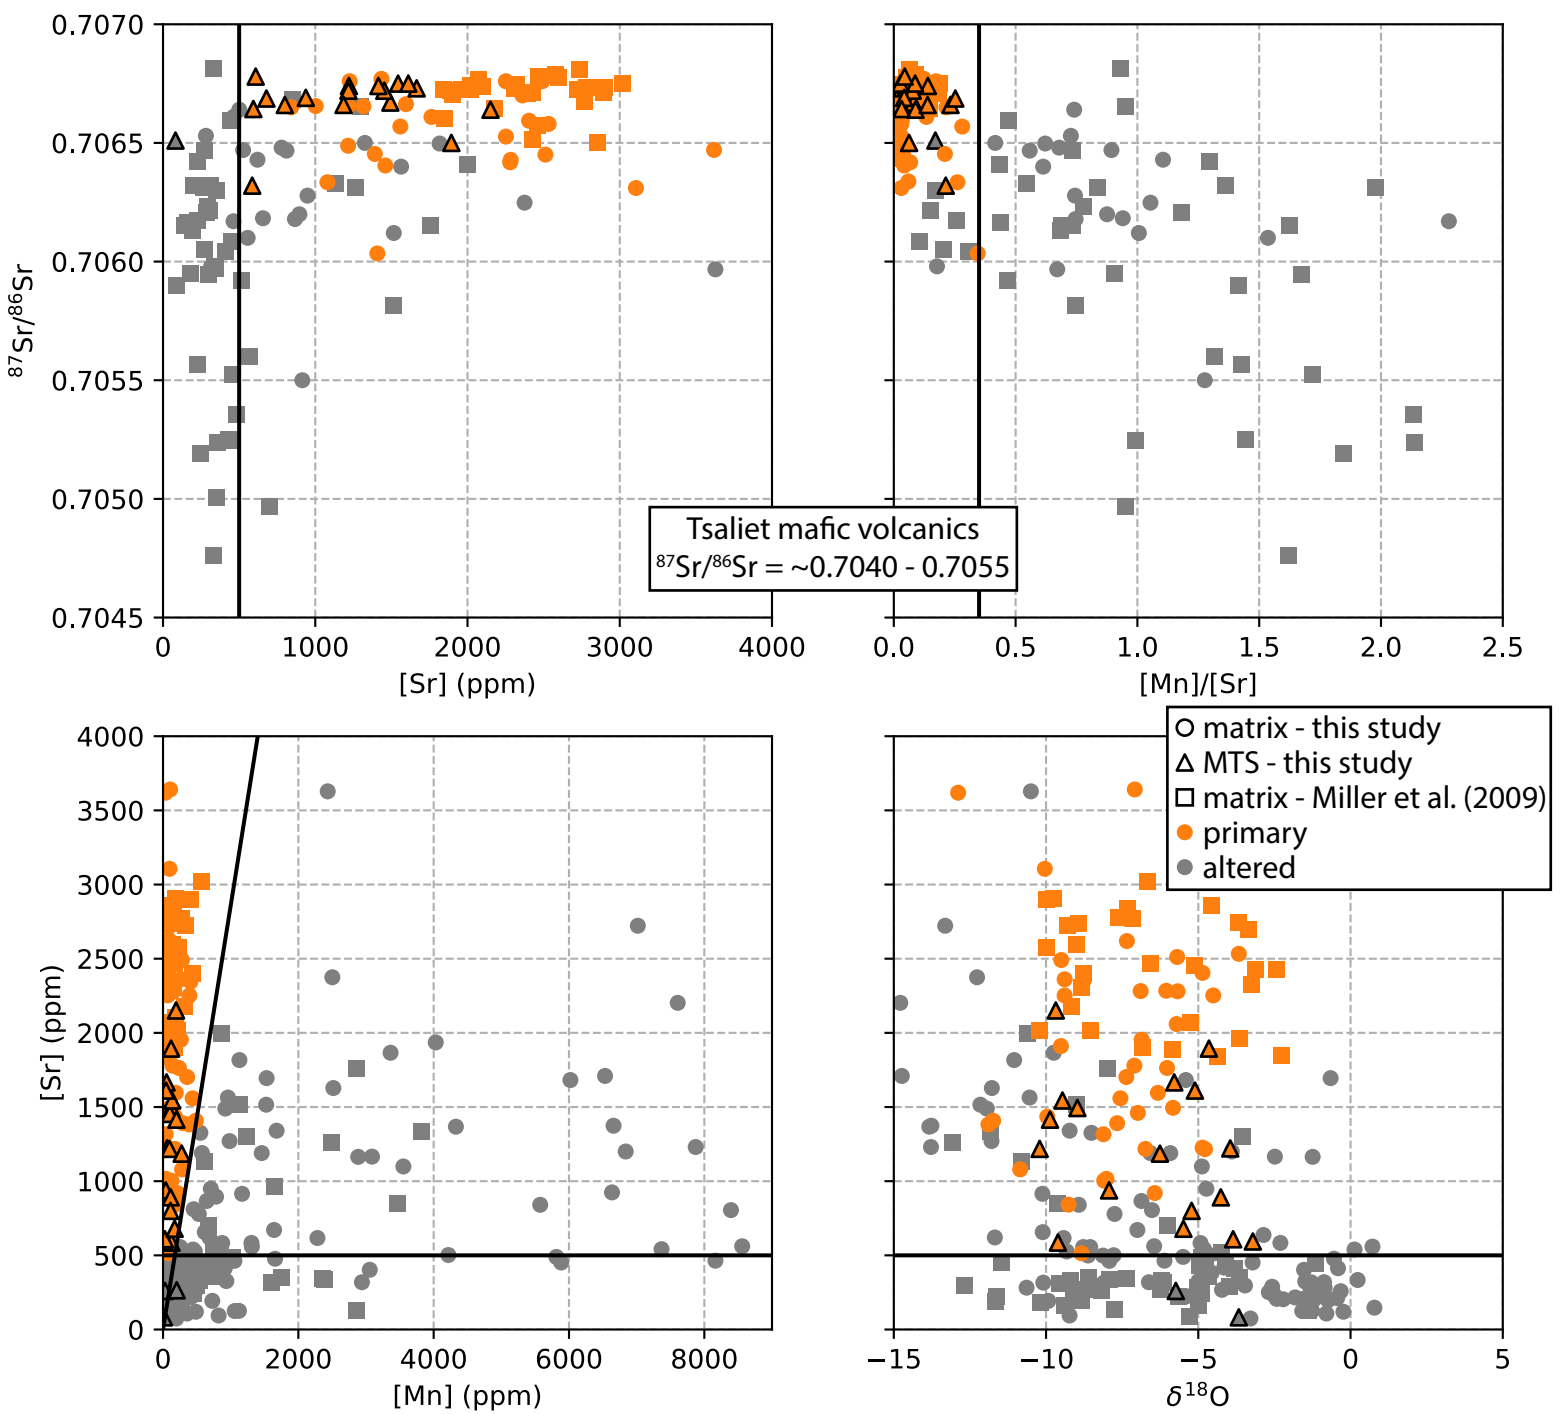 0.7070
0.7065
0.7060
0.7055
0.7050
0.7045
⁸⁷Sr/⁸⁶Sr
0 1000 2000 3000 4000
[Sr] (ppm)
0.0 0.5 1.0 1.5 2.0 2.5
[Mn]/[Sr]
Tsaliet mafic volcanics
⁸⁷Sr/⁸⁶Sr = ~0.7040 - 0.7055
matrix - this study
MTS - this study
matrix - Miller et al. (2009)
primary
altered
4000
3500
3000
2500
2000
1500
1000
500
0
[Sr] (ppm)
0 2000 4000 6000 8000
[Mn] (ppm)
−15 −10 −5 0 5
δ¹⁸O